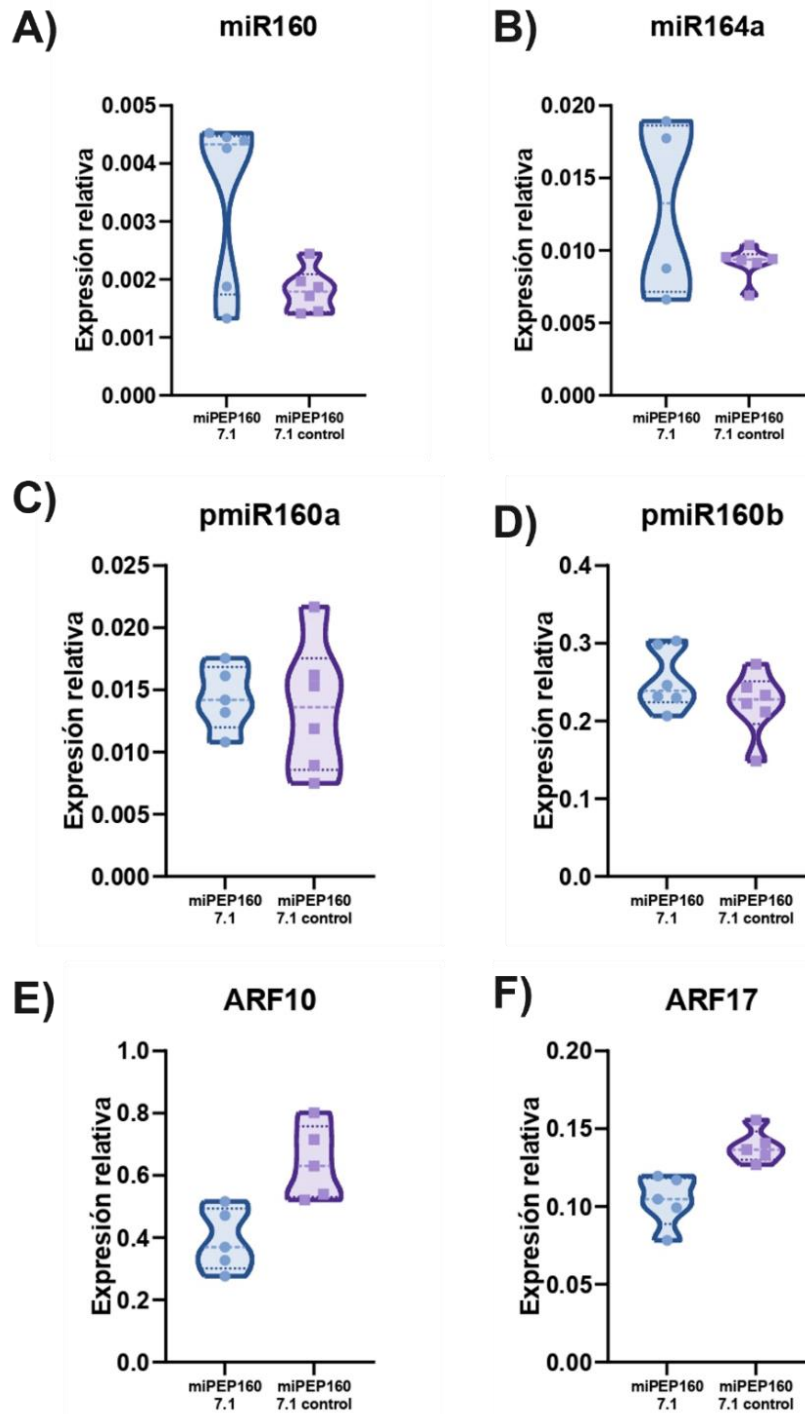 A)
miR160
Expresión relativa
0.005
0.004
0.003
0.002
0.001
0.000
miPEP160
7.1
miPEP160
7.1 control
B)
miR164a
Expresión relativa
0.020
0.015
0.010
0.005
0.000
miPEP160
7.1
miPEP160
7.1 control
C)
pmiR160a
Expresión relativa
0.025
0.020
0.015
0.010
0.005
0.000
miPEP160
7.1
miPEP160
7.1 control
D)
pmiR160b
Expresión relativa
0.4
0.3
0.2
0.1
0.0
miPEP160
7.1
miPEP160
7.1 control
E)
ARF10
Expresión relativa
1.0
0.8
0.6
0.4
0.2
0.0
miPEP160
7.1
miPEP160
7.1 control
F)
ARF17
Expresión relativa
0.20
0.15
0.10
0.05
0.00
miPEP160
7.1
miPEP160
7.1 control